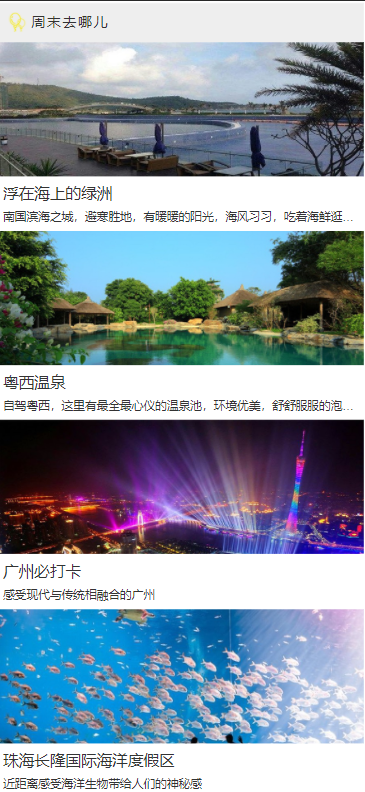 周末去哪儿
浮在海上的绿洲
南国滨海之城，避寒胜地，有暖暖的阳光，海风习习，吃着海鲜逛...
粤西温泉
自驾粤西，这里有最全最心仪的温泉池，环境优美，舒舒服服的泡...
广州必打卡
感受现代与传统相融合的广州
珠海长隆国际海洋度假区
近距离感受海洋生物带给人们的神秘感